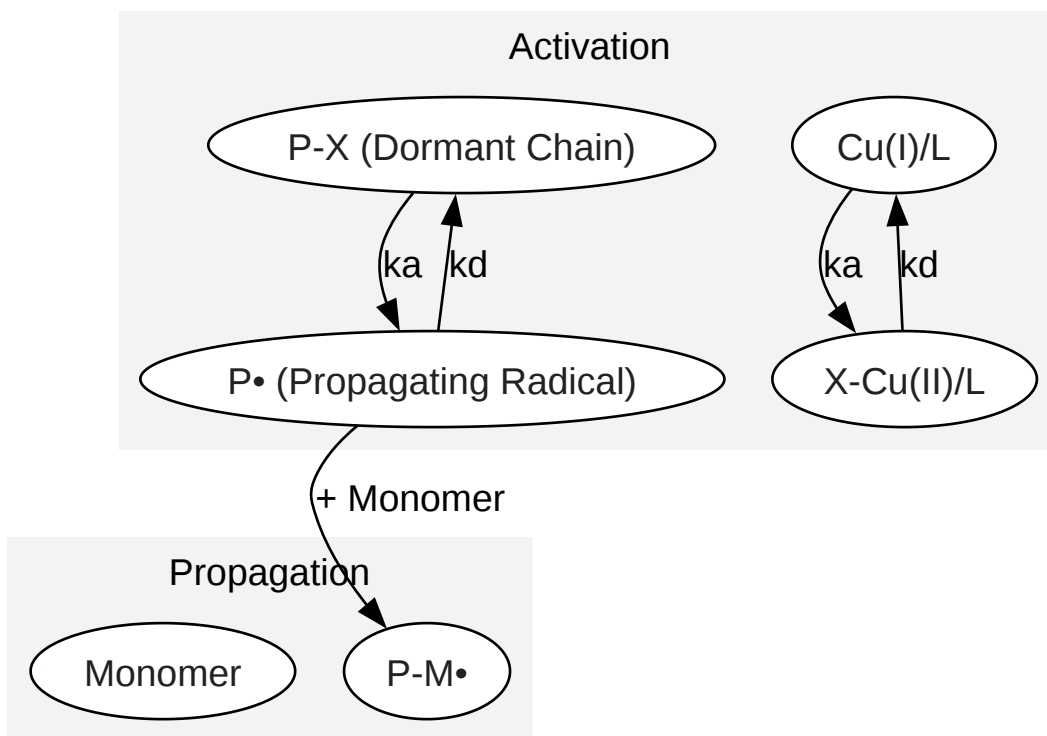 Activation
P-X (Dormant Chain)
Cu(I)/L
ka
kd
ka
kd
P• (Propagating Radical)
X-Cu(II)/L
+ Monomer
Propagation
Monomer
P-M•